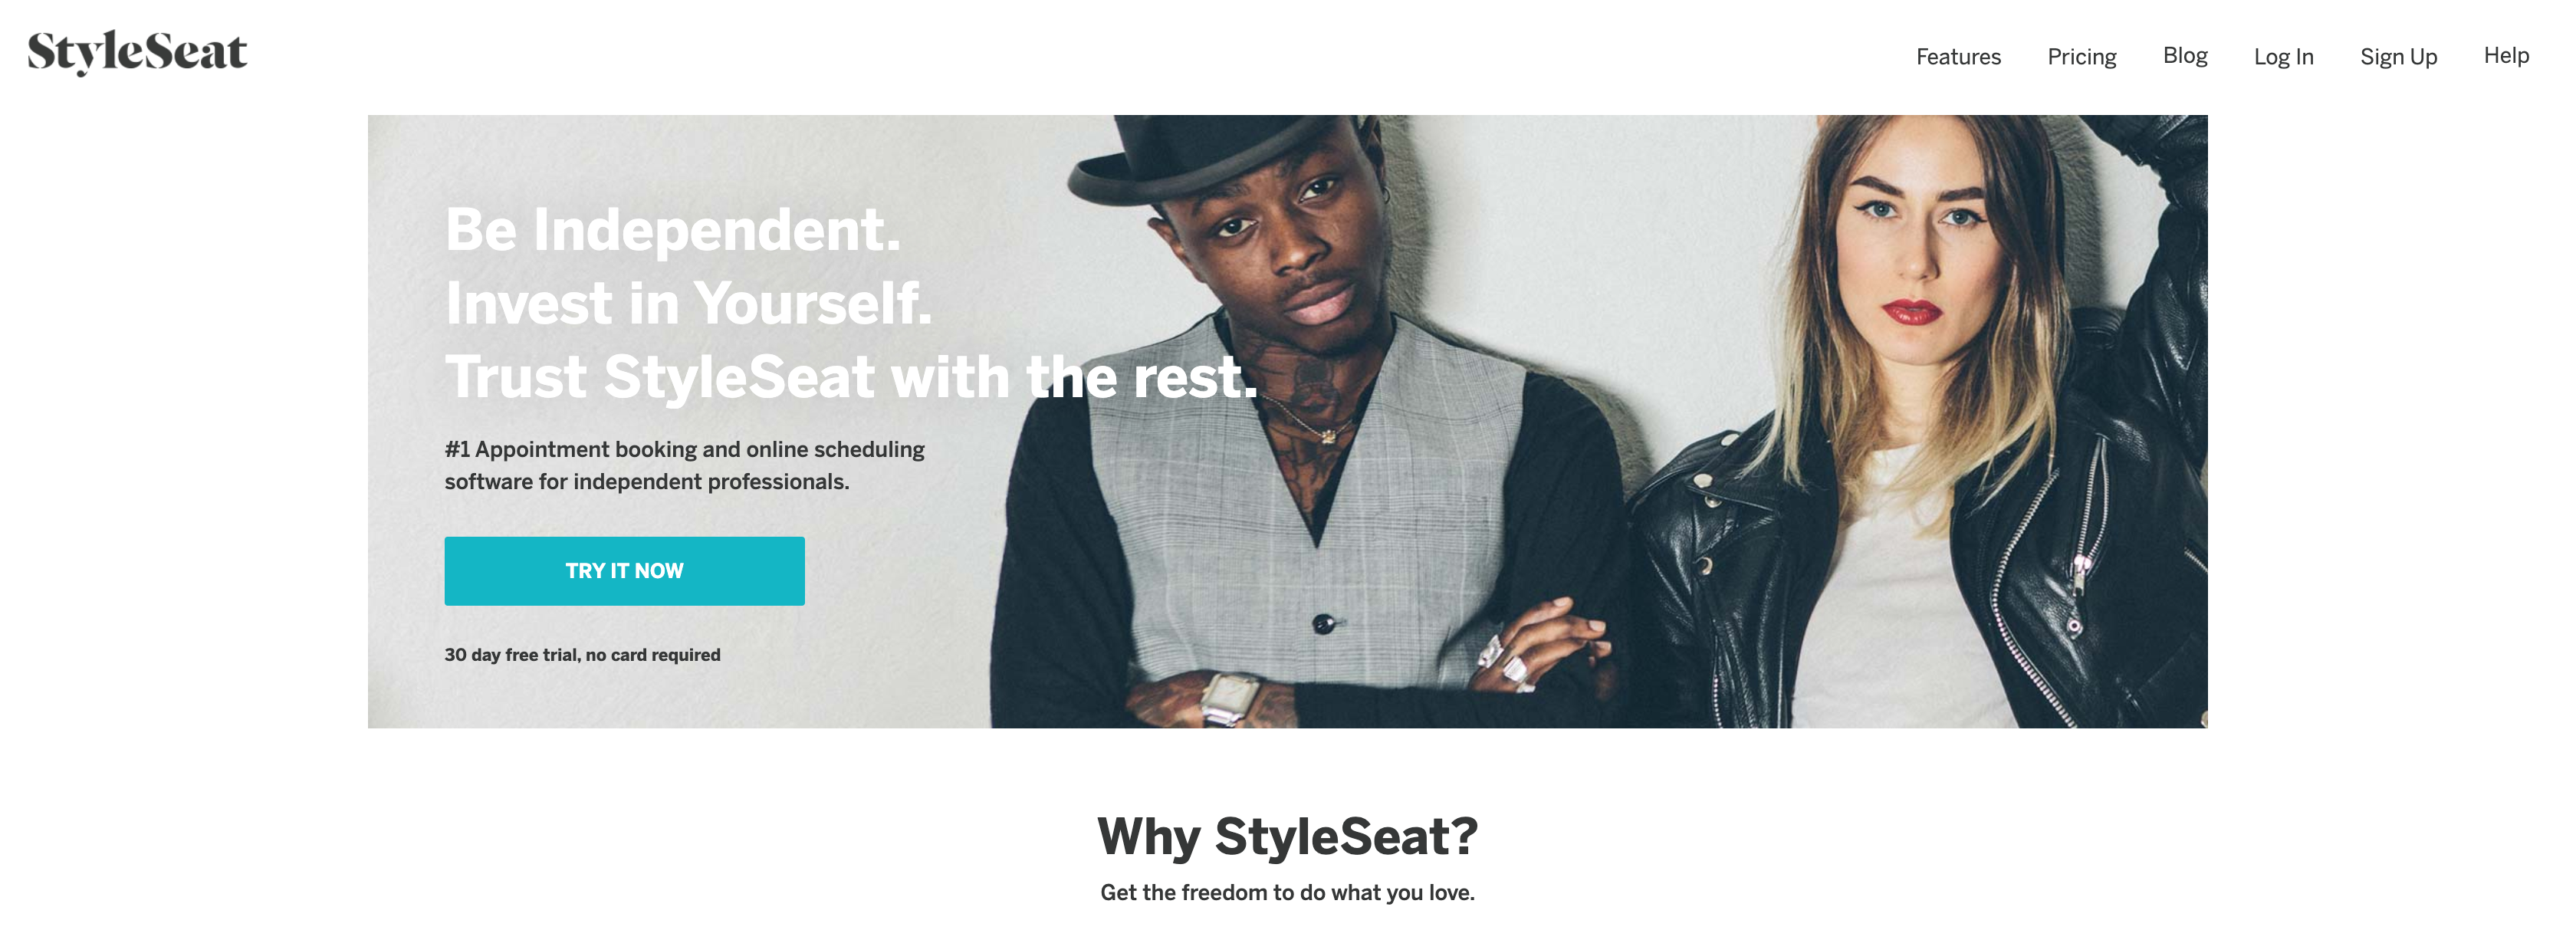 StyleSeat
Features
Pricing
Blog
Log In
Sign Up
Help
Be Independent.
Invest in Yourself.
Trust StyleSeat with the rest.
#1 Appointment booking and online scheduling
software for independent professionals.
TRY IT NOW
30 day free trial, no card required
Why StyleSeat?
Get the freedom to do what you love.